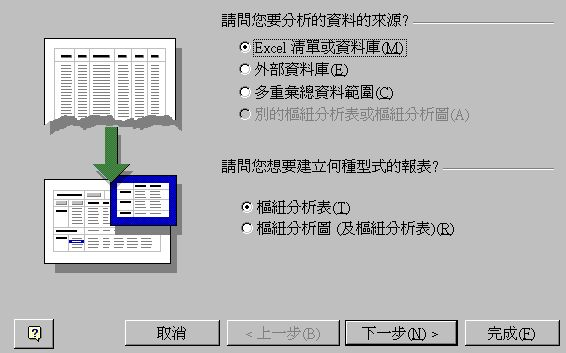 請問您要分析的資料的來源?
Excel 清單或資料庫(M)
外部資料庫(E)
多重彙總資料範圍(C)
別的樞紐分析表或樞紐分析圖(A)
請問您想要建立何種型式的報表?
樞紐分析表(T)
樞紐分析圖 (及樞紐分析表)(R)
?
取消
< 上一步(B)
下一步(N) >
完成(F)